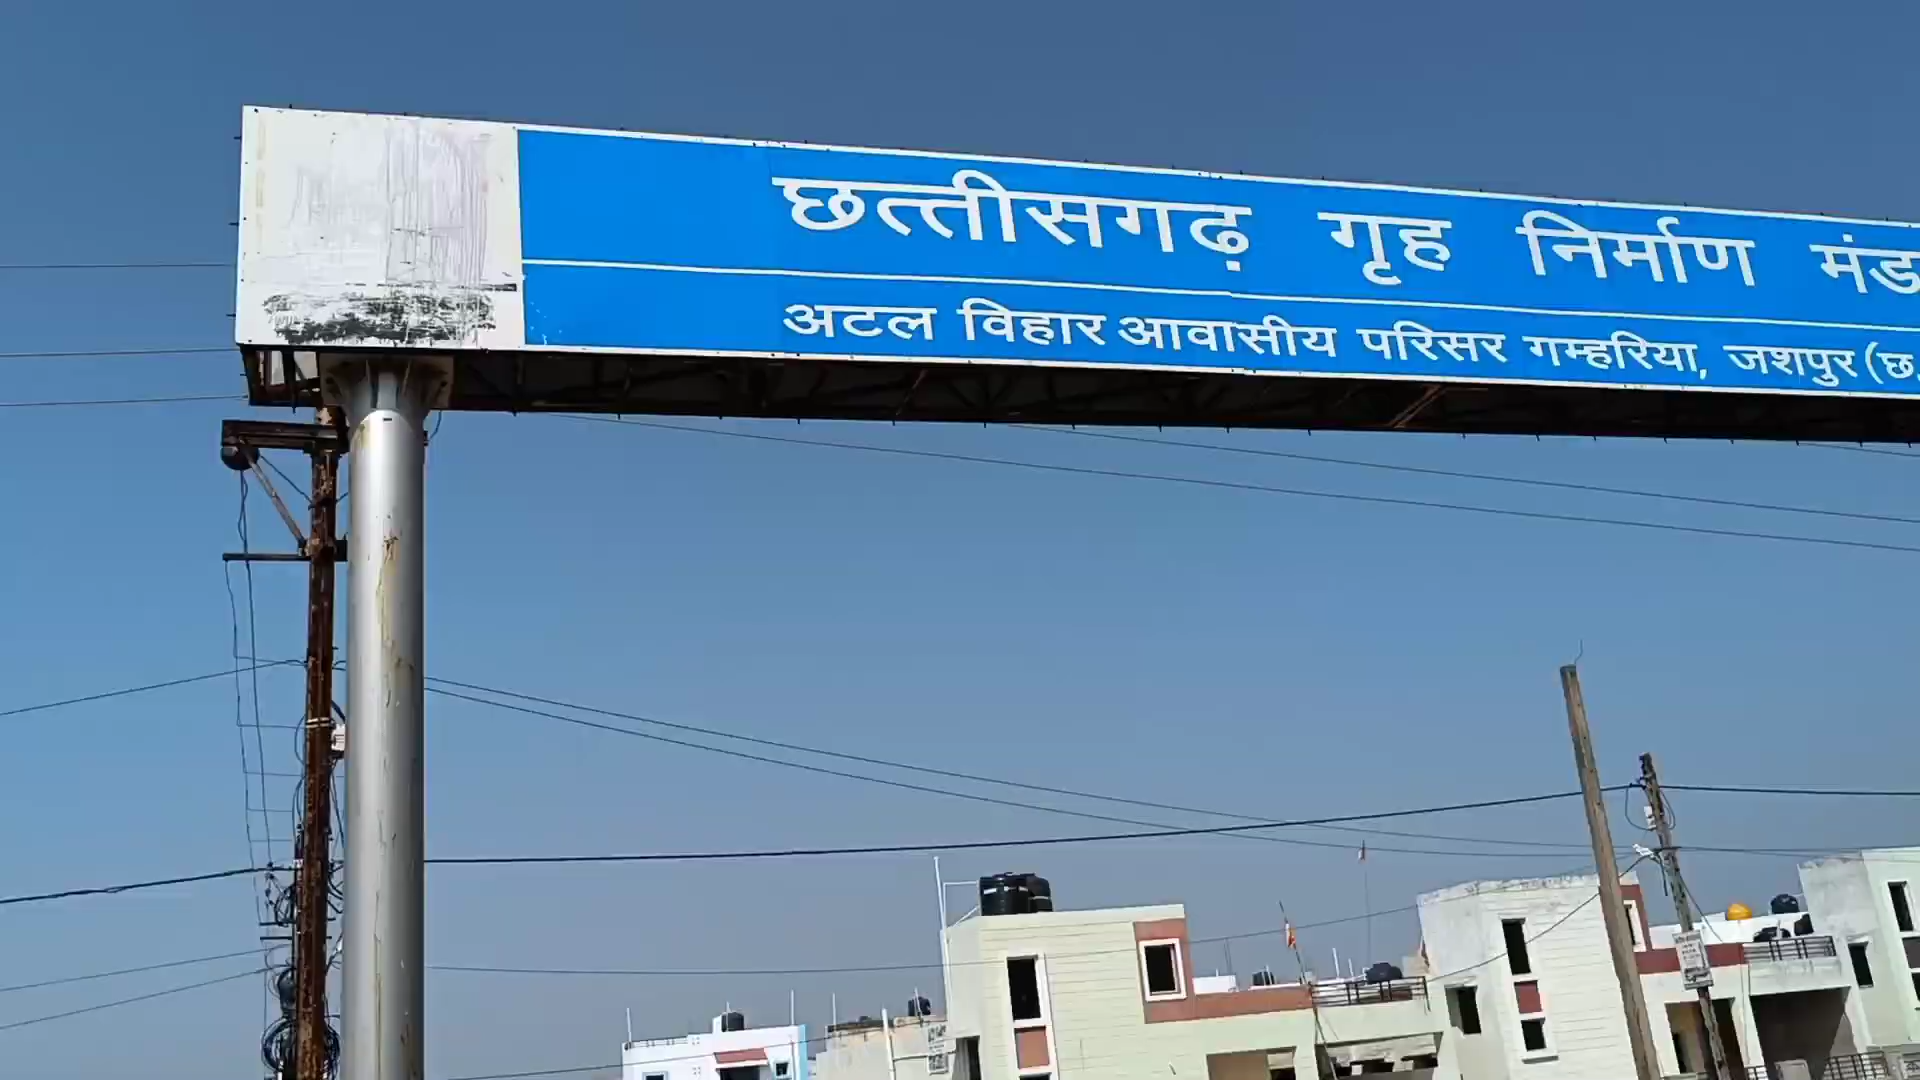 छत्तीसगढ़ गृह निर्माण मंड
अटल विहार आवासीय परिसर गम्हरिया, जशपुर (छ.